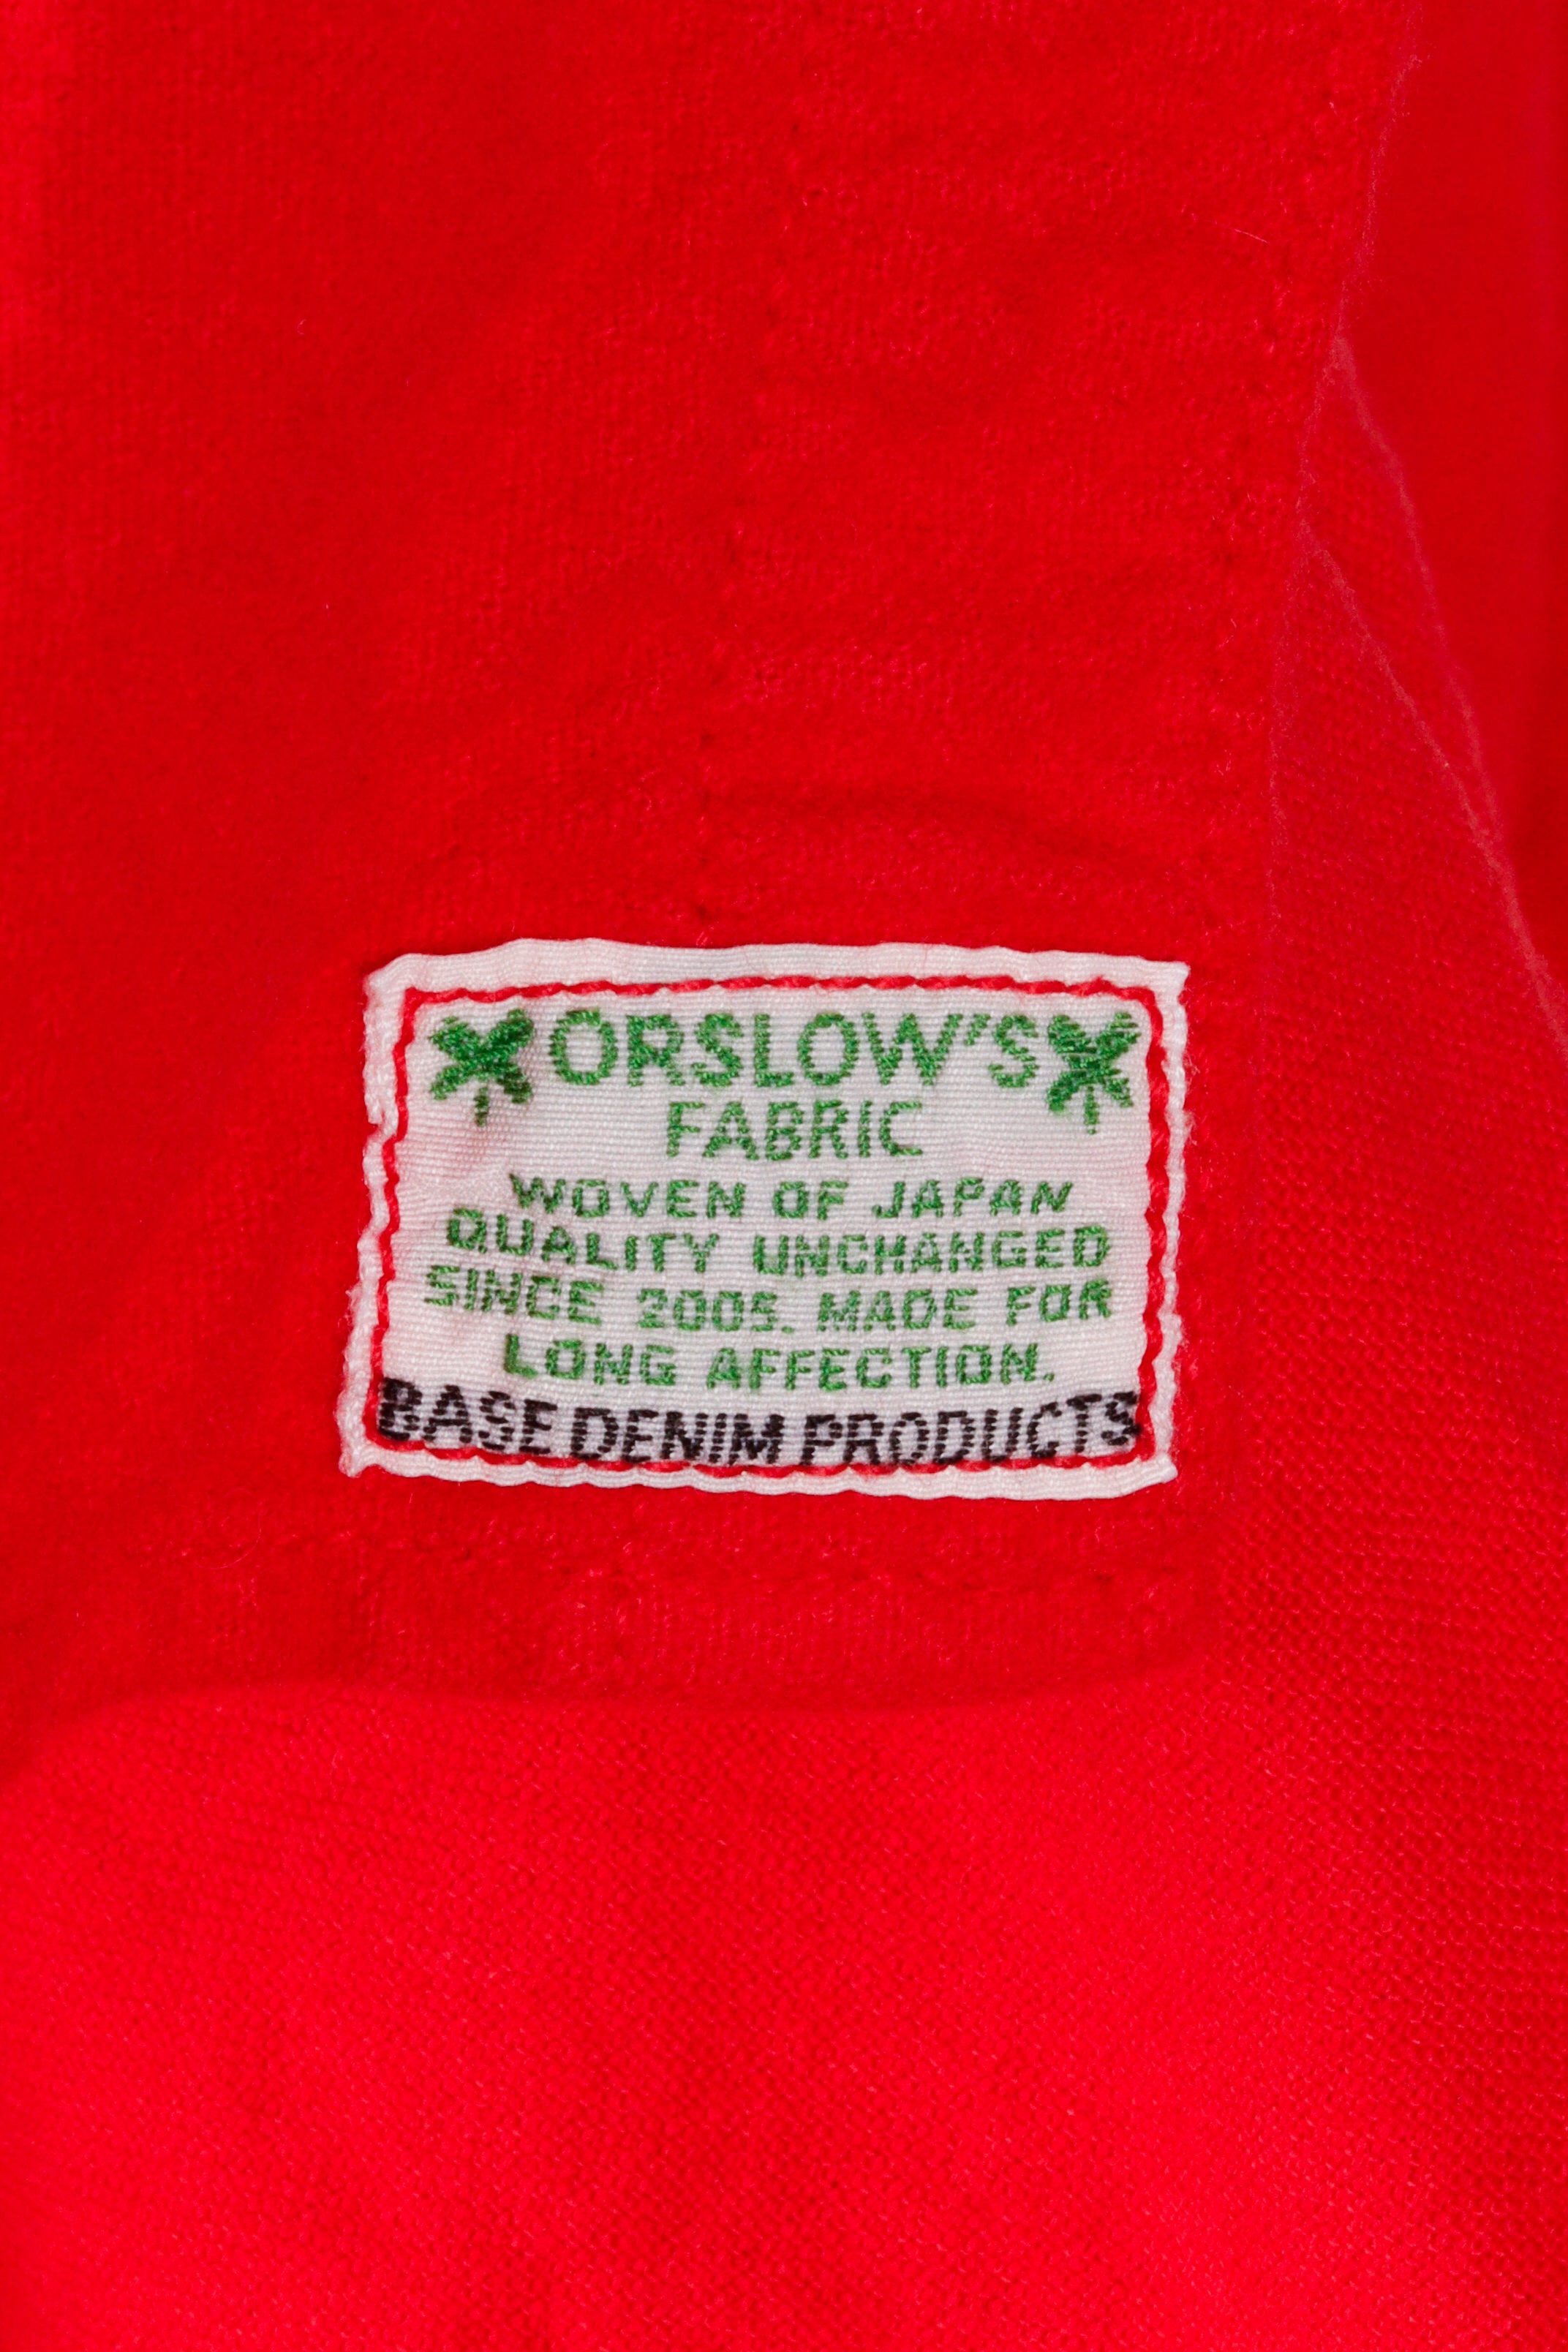 ORSLOW'S
FABRIC
WOVEN OF JAPAN
QUALITY UNCHANGED
SINCE 2005. MADE FOR
LONG AFFECTION.
BASE DENIM PRODUCTS